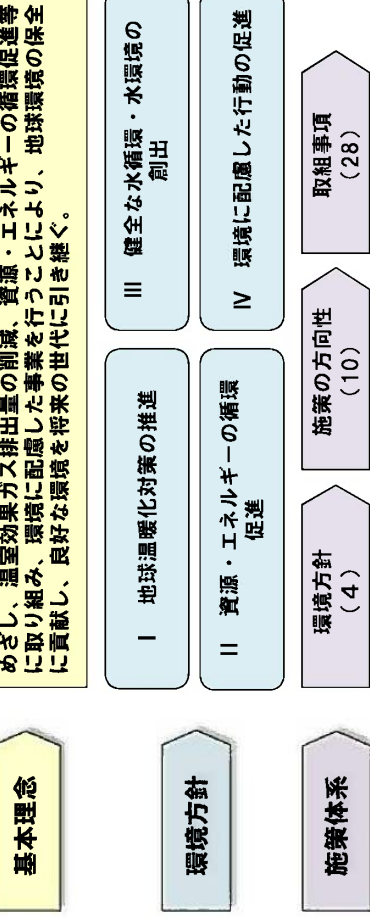 基本理念
めざし、温室効果ガス排出量の削減、資源・エネルギーの循環促進等
に取り組み、環境に配慮した事業を行うことにより、地球環境の保全
に貢献し、良好な環境を将来の世代に引き継ぐ。
環境方針
Ⅰ 地球温暖化対策の推進
Ⅲ 健全な水循環・水環境の
創出
Ⅱ 資源・エネルギーの循環
促進
Ⅳ 環境に配慮した行動の促進
施策体系
環境方針
(4)
施策の方向性
(10)
取組事項
(28)